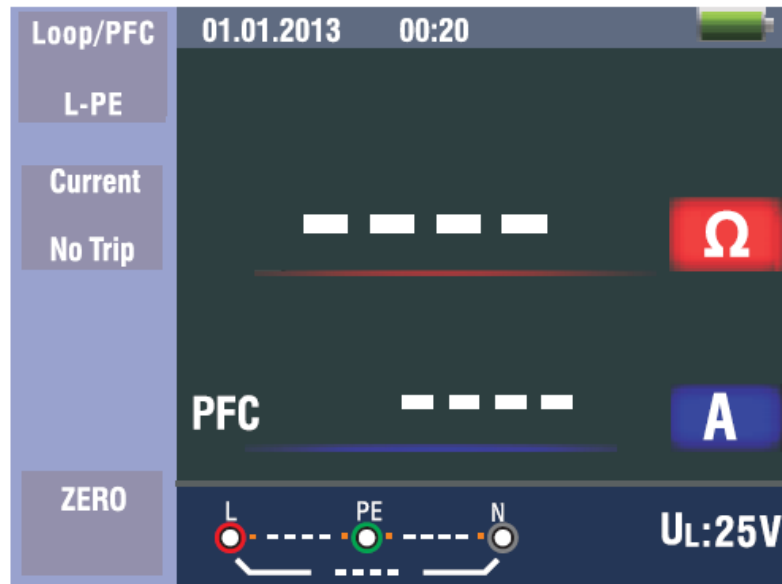 Loop/PFC 01.01.2013 00:20
L-PE
Current
No Trip
---- Ω
PFC ---- A
ZERO
L PE N
---- ----
----
UL:25V